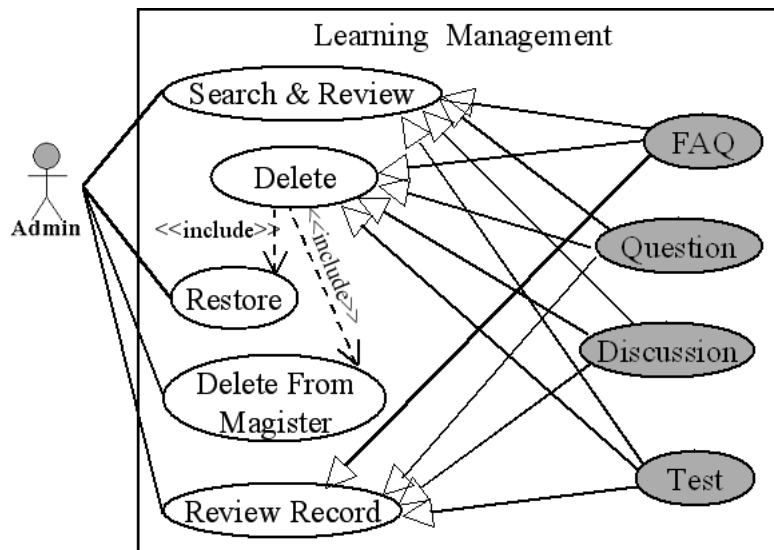 Learning Management
Search & Review
FAQ
Delete
Admin
<<include>>
<<include>>
Question
Restore
Discussion
Delete From
Magister
Test
Review Record